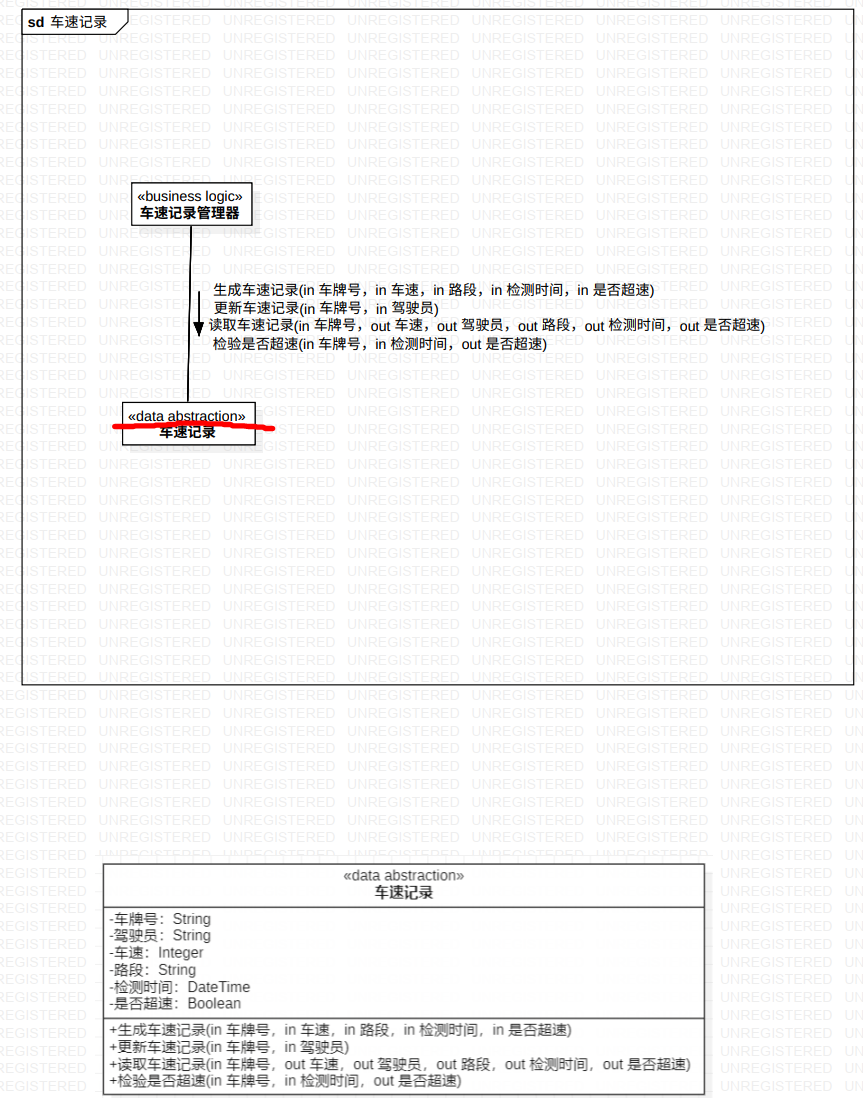 sd 车速记录
«business logic»
车速记录管理器
生成车速记录(in 车牌号，in 车速，in 路段，in 检测时间，in 是否超速)
更新车速记录(in 车牌号，in 驾驶员)
读取车速记录(in 车牌号，out 车速，out 驾驶员，out 路段，out 检测时间，out 是否超速)
检验是否超速(in 车牌号，in 检测时间，out 是否超速)
«data abstraction»
车速记录
«data abstraction»
车速记录
-车牌号：String
-驾驶员：String
-车速：Integer
-路段：String
-检测时间：DateTime
-是否超速：Boolean
+生成车速记录(in 车牌号，in 车速，in 路段，in 检测时间，in 是否超速)
+更新车速记录(in 车牌号，in 驾驶员)
+读取车速记录(in 车牌号，out 车速，out 驾驶员，out 路段，out 检测时间，out 是否超速)
+检验是否超速(in 车牌号，in 检测时间，out 是否超速)
UNREGISTERED